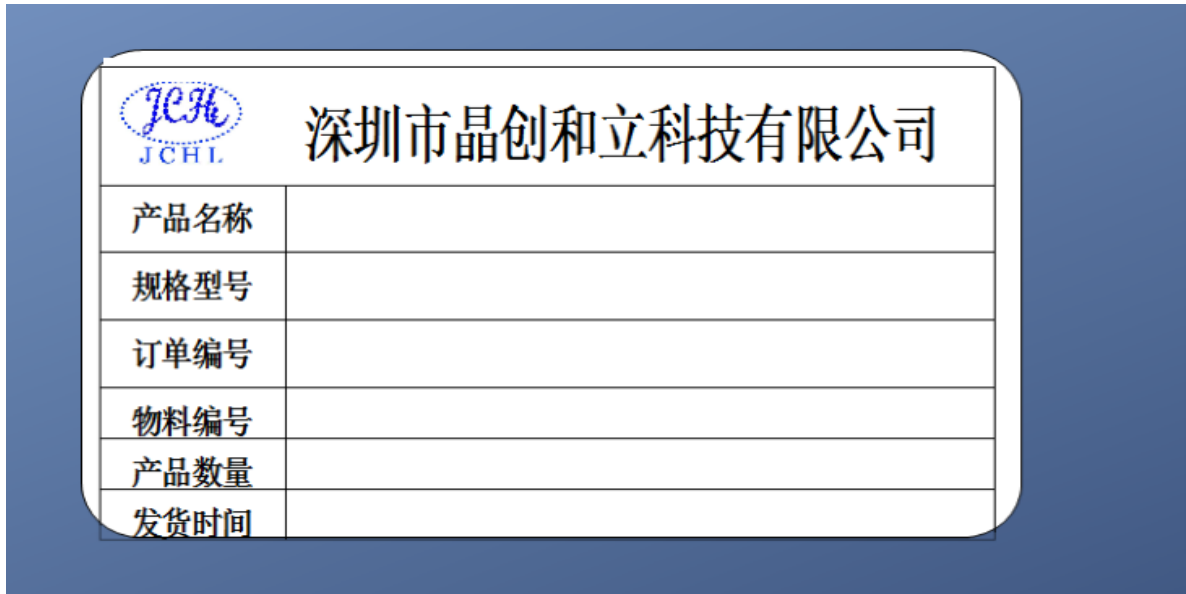 JCHL
JCHL
深圳市晶创和立科技有限公司
产品名称
规格型号
订单编号
物料编号
产品数量
发货时间